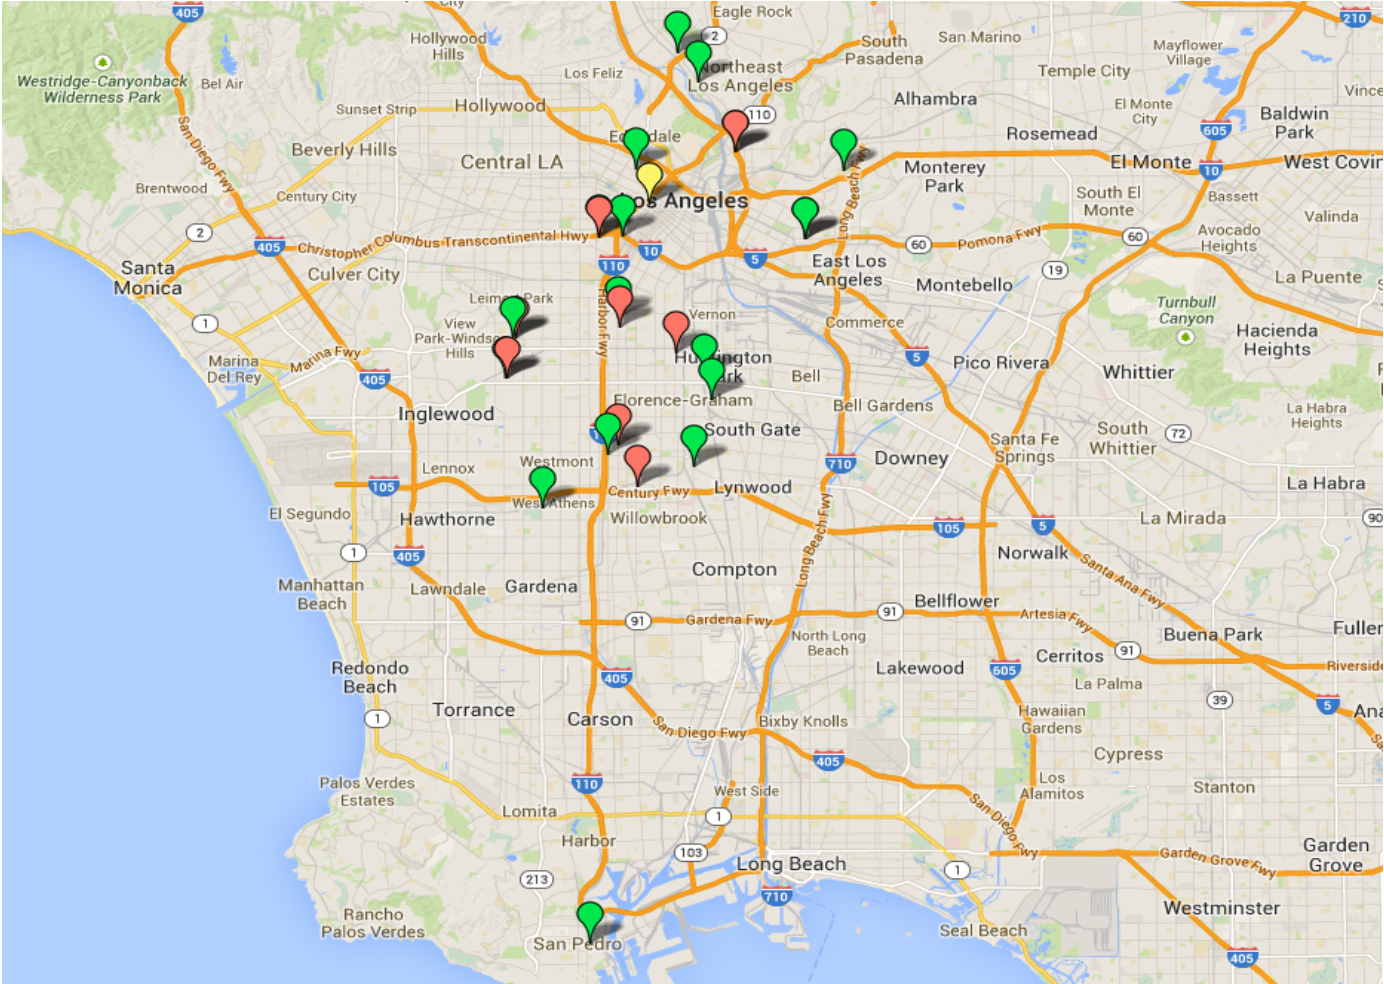 405
Eagle Rock
City
210
2
Hollywood
Hills
South
Pasadena
San Marino
Mayflower
Village
Westridge-Canyonback
Wilderness Park
Bel Air
Los Feliz
Northeast
Los Angeles
Temple City
Vince
Sunset Strip
Hollywood
Alhambra
El Monte
City
Baldwin
Park
110
605
Rosemead
San Diego Fwy
Beverly Hills
Central LA
Monterey
Park
El Monte
10
West Covin
Brentwood
Century City
Los Angeles
Long Beach Fwy
South El
Monte
Bassett
Valinda
2
405
Christopher Columbus Transcontinental Hwy
10
5
60
Pomona Fwy
60
Avocado
Heights
Santa
Monica
Culver City
110
East Los
Angeles
Montebello
19
La Puente
Leimert Park
Harbor Fwy
Vernon
Commerce
Turnbull
Canyon
1
View
Park-Windsor
Hills
Hacienda
Heights
Marina
Del Rey
Marina Fwy
405
Huntington
Park
Bell
5
Pico Rivera
Whittier
Inglewood
Florence-Graham
Bell Gardens
La Habra
Heights
South Gate
South
Whittier
72
Santa Fe
Springs
Lennox
Westmont
710
Downey
105
West Athens
Century Fwy
Lynwood
La Habra
El Segundo
Hawthorne
Willowbrook
Long Beach Fwy
105
5
La Mirada
90
1
405
Norwalk
Manhattan
Beach
Lawndale
Gardena
Compton
Santa Ana Fwy
91
Gardena Fwy
91
Bellflower
Artesia Fwy
Buena Park
Fuller
North Long
Beach
Redondo
Beach
405
Lakewood
605
Cerritos
91
Riverside
La Palma
39
1
Torrance
Carson
San Diego Fwy
Bixby Knolls
Hawaiian
Gardens
5
Ana
405
Cypress
Palos Verdes
Estates
110
West Side
Los
Alamitos
Stanton
Lomita
1
San Diego Fwy
Harbor
103
Long Beach
1
Garden Grove Fwy
Garden
Grove
213
710
Rancho
Palos Verdes
San Pedro
Seal Beach
Westminster
405